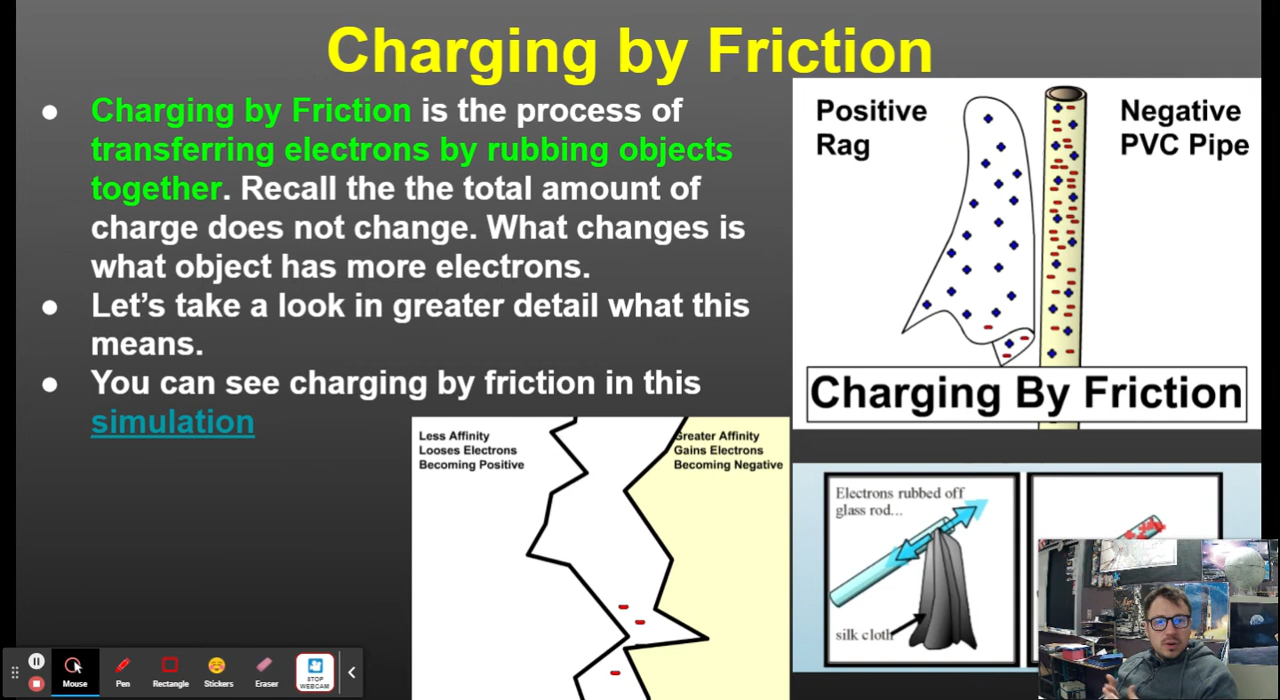 Charging by Friction
● Charging by Friction is the process of
transferring electrons by rubbing objects
together. Recall the the total amount of
charge does not change. What changes is
what object has more electrons.
● Let’s take a look in greater detail what this
means.
● You can see charging by friction in this
simulation
Positive
Rag
Negative
PVC Pipe
Charging By Friction
Less Affinity
Looses Electrons
Becoming Positive
Greater Affinity
Gains Electrons
Becoming Negative
Electrons rubbed off
glass rod...
silk cloth
Mouse
Pen
Rectangle
Stickers
Eraser
STOP
WEBCAM